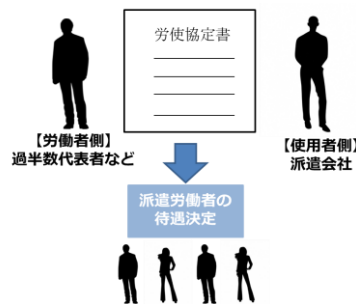 労使協定書
【労働者側】
過半数代表者など
【使用者側】
派遣会社
派遣労働者の
待遇決定